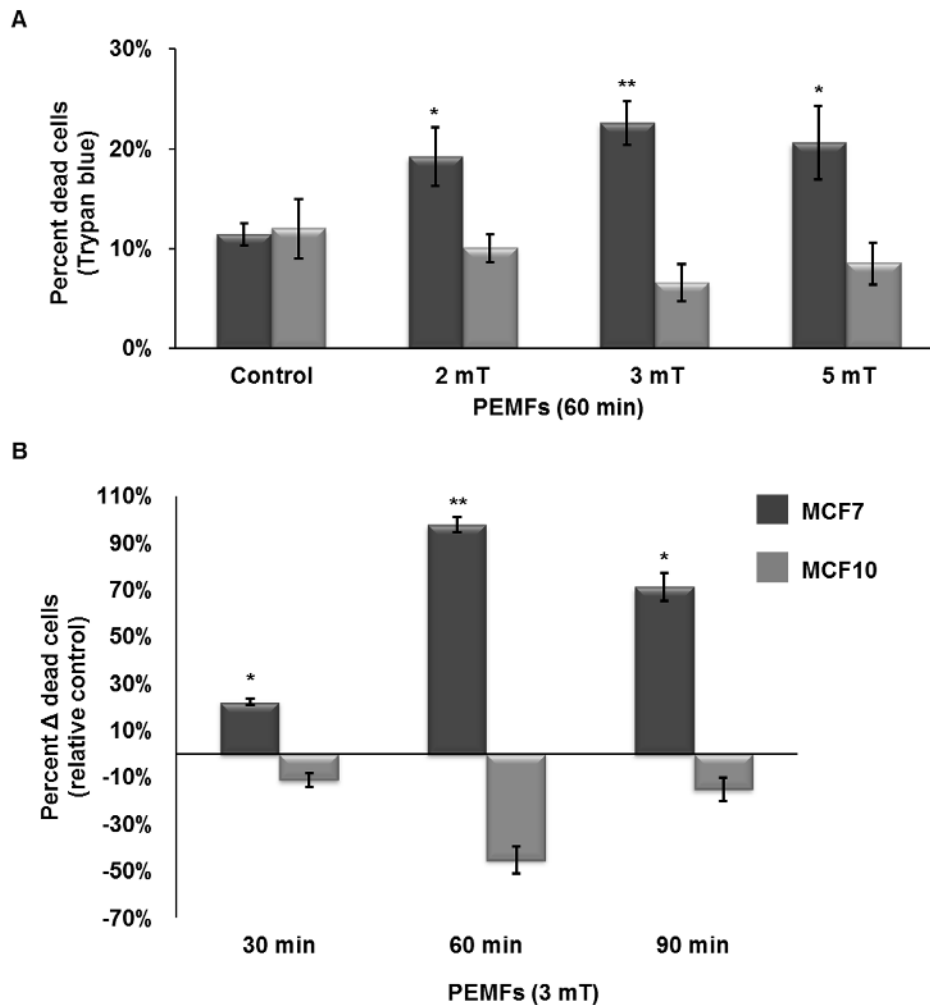 A
30%
20%
10%
0%
Percent dead cells
(Trypan blue)
*
**
*
Control 2 mT 3 mT 5 mT
PEMFs (60 min)
B
110%
90%
70%
50%
30%
10%
-10%
-30%
-50%
-70%
Percent Δ dead cells
(relative control)
*
**
*
MCF7
MCF10
30 min 60 min 90 min
PEMFs (3 mT)